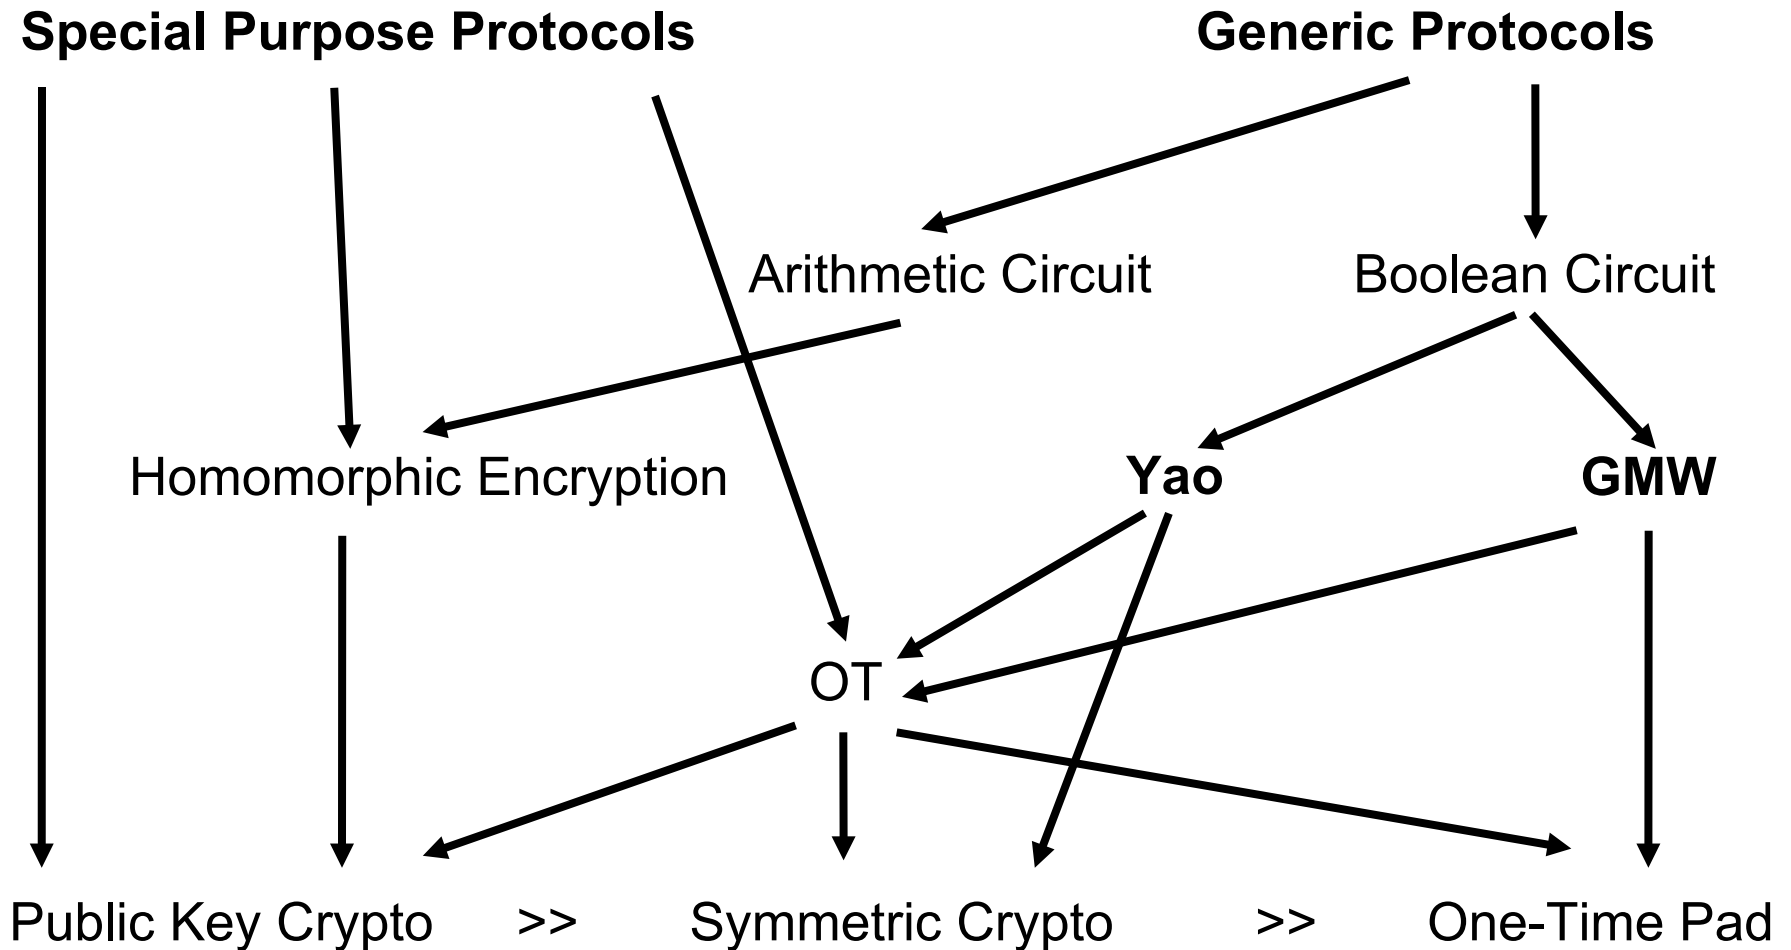 Special Purpose Protocols
Generic Protocols
Arithmetic Circuit
Boolean Circuit
Homomorphic Encryption
Yao
GMW
OT
Public Key Crypto >> Symmetric Crypto >> One-Time Pad